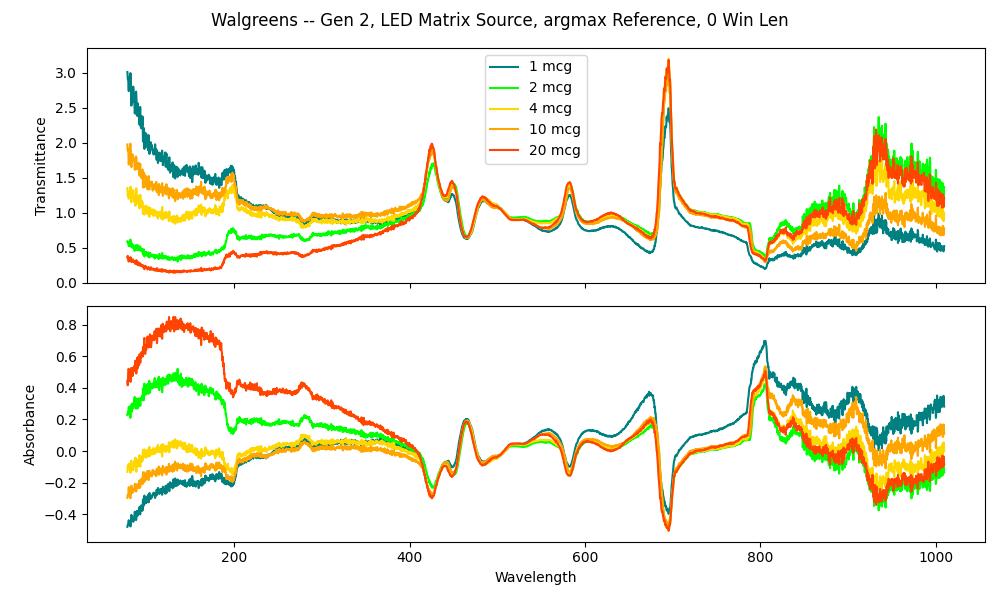 Walgreens -- Gen 2, LED Matrix Source, argmax Reference, 0 Win Len
Transmittance
3.0
2.5
2.0
1.5
1.0
0.5
0.0
1 mcg
2 mcg
4 mcg
10 mcg
20 mcg
Absorbance
0.8
0.6
0.4
0.2
0.0
−0.2
−0.4
200
400
600
800
1000
Wavelength